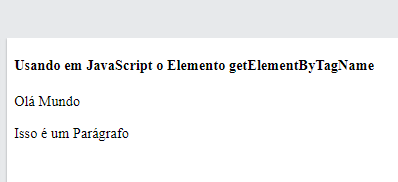 Usando em JavaScript o Elemento getElementByTagName
Olá Mundo
Isso é um Parágrafo